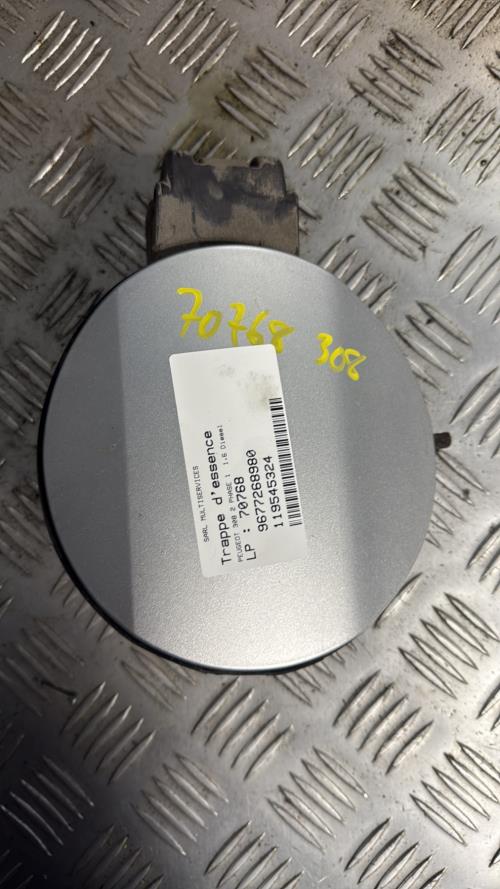 70768 308
SARL MULTISERVICES
Trappe d'essence
PEUGEOT 308 2 PHASE 1 1.6 Diesel
LP : 70768
9677268980
119545324